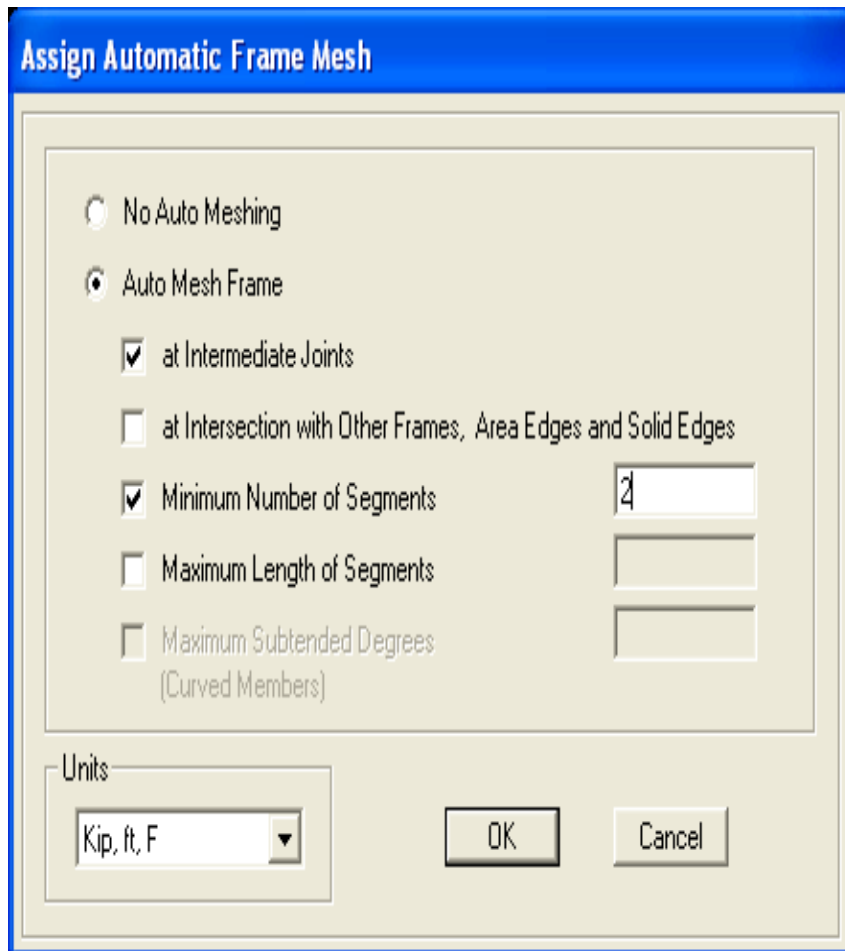 Assign Automatic Frame Mesh
No Auto Meshing
Auto Mesh Frame
at Intermediate Joints
at Intersection with Other Frames, Area Edges and Solid Edges
Minimum Number of Segments 2
Maximum Length of Segments
Maximum Subtended Degrees
(Curved Members)
Units
Kip, ft, F
OK Cancel